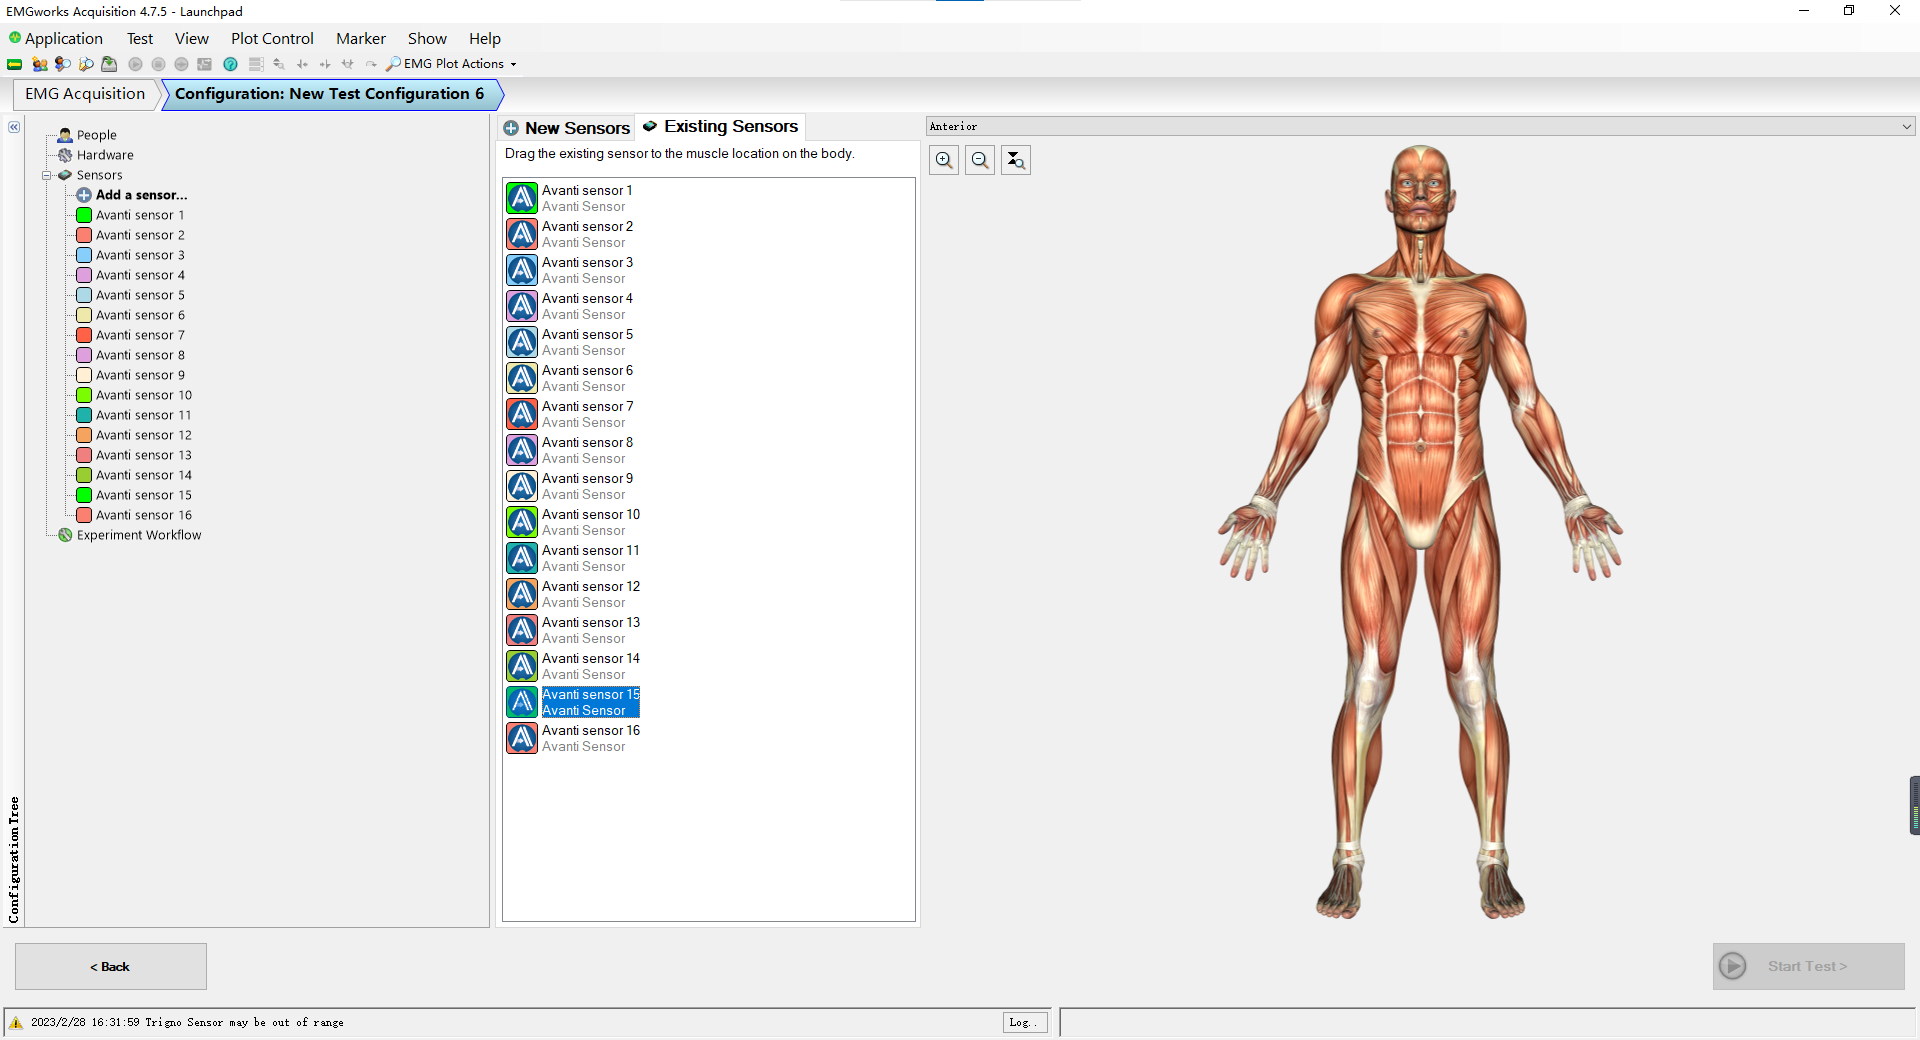 EMGworks Acquisition 4.7.5 - Launchpad
Application Test View Plot Control Marker Show Help
EMG Plot Actions
EMG Acquisition
Configuration: New Test Configuration 6
People
Hardware
Sensors
Add a sensor...
Avanti sensor 1
Avanti sensor 2
Avanti sensor 3
Avanti sensor 4
Avanti sensor 5
Avanti sensor 6
Avanti sensor 7
Avanti sensor 8
Avanti sensor 9
Avanti sensor 10
Avanti sensor 11
Avanti sensor 12
Avanti sensor 13
Avanti sensor 14
Avanti sensor 15
Avanti sensor 16
Experiment Workflow
Configuration Tree
New Sensors
Existing Sensors
Drag the existing sensor to the muscle location on the body.
Avanti sensor 1
Avanti Sensor
Avanti sensor 2
Avanti Sensor
Avanti sensor 3
Avanti Sensor
Avanti sensor 4
Avanti Sensor
Avanti sensor 5
Avanti Sensor
Avanti sensor 6
Avanti Sensor
Avanti sensor 7
Avanti Sensor
Avanti sensor 8
Avanti Sensor
Avanti sensor 9
Avanti Sensor
Avanti sensor 10
Avanti Sensor
Avanti sensor 11
Avanti Sensor
Avanti sensor 12
Avanti Sensor
Avanti sensor 13
Avanti Sensor
Avanti sensor 14
Avanti Sensor
Avanti sensor 15
Avanti Sensor
Avanti sensor 16
Avanti Sensor
Anterior
< Back
Start Test >
2023/2/28 16:31:59 Trigno Sensor may be out of range
Log..